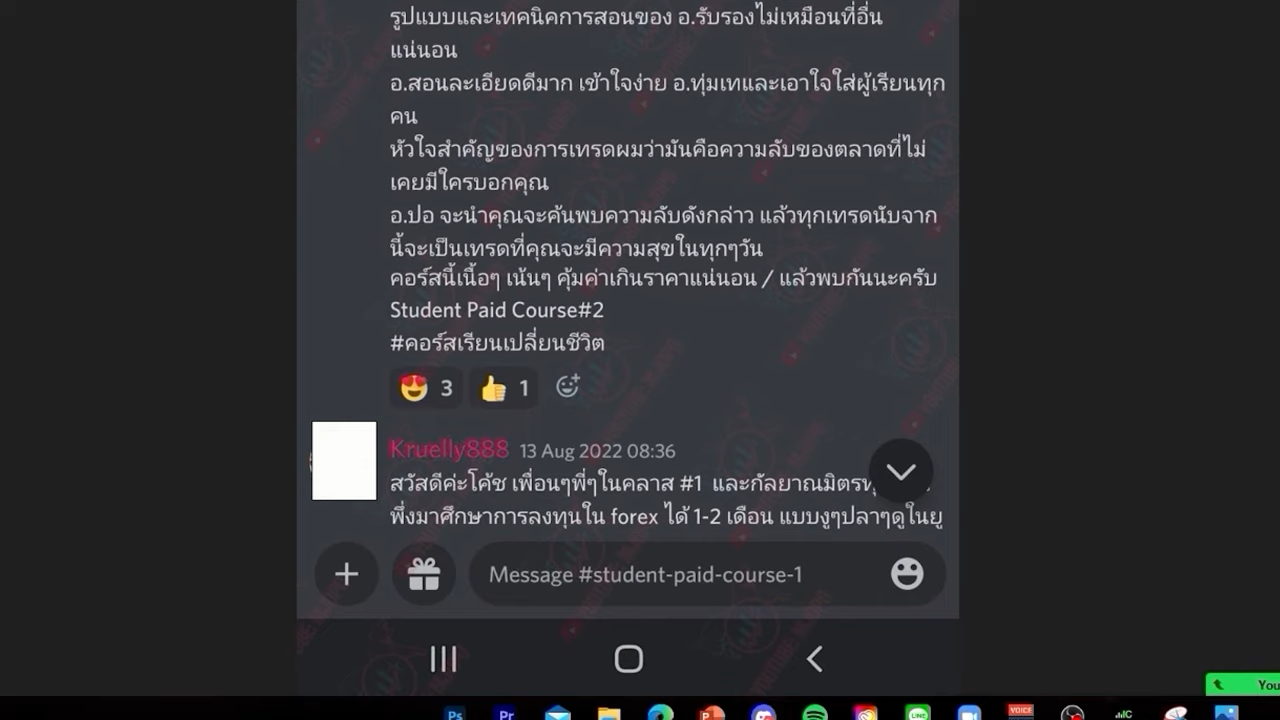 รูปแบบและเทคนิคการสอนของ อ.รับรองไม่เหมือนที่อื่น
แน่นอน
อ.สอนละเอียดดีมาก เข้าใจง่าย อ.ทุ่มเทและเอาใจใส่ผู้เรียนทุก
คน
หัวใจสำคัญของการเทรดผมว่ามันคือความลับของตลาดที่ไม่
เคยมีใครบอกคุณ
อ.ปอ จะนำคุณจะค้นพบความลับดังกล่าว แล้วทุกเทรดนับจาก
นี้จะเป็นเทรดที่คุณจะมีความสุขในทุกๆวัน
คอร์สนี้เนื้อๆ เน้นๆ คุ้มค่าเกินราคาแน่นอน / แล้วพบกันนะครับ
Student Paid Course#2
#คอร์สเรียนเปลี่ยนชีวิต
3 1
Kruelly888 13 Aug 2022 08:36
สวัสดีค่ะโค้ช เพื่อนๆพี่ๆในคลาส #1 และกัลยาณมิตร
พึ่งมาศึกษาการลงทุนใน forex ได้ 1-2 เดือน แบบงูๆปลาๆดูในยู
Message #student-paid-course-1
You
Ps Pr LINE VOICE